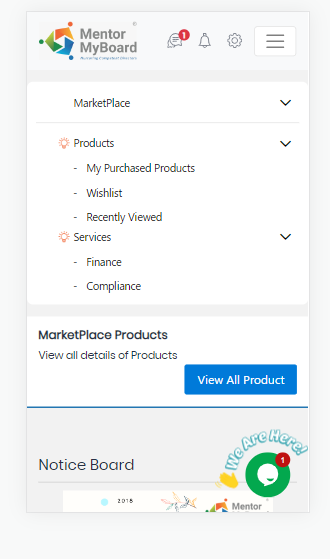 Mentor
MyBoard
1
MarketPlace
Products
- My Purchased Products
- Wishlist
- Recently Viewed
Services
- Finance
- Compliance
MarketPlace Products
View all details of Products
View All Product
We Are Here!
1
Notice Board
2018
Mentor